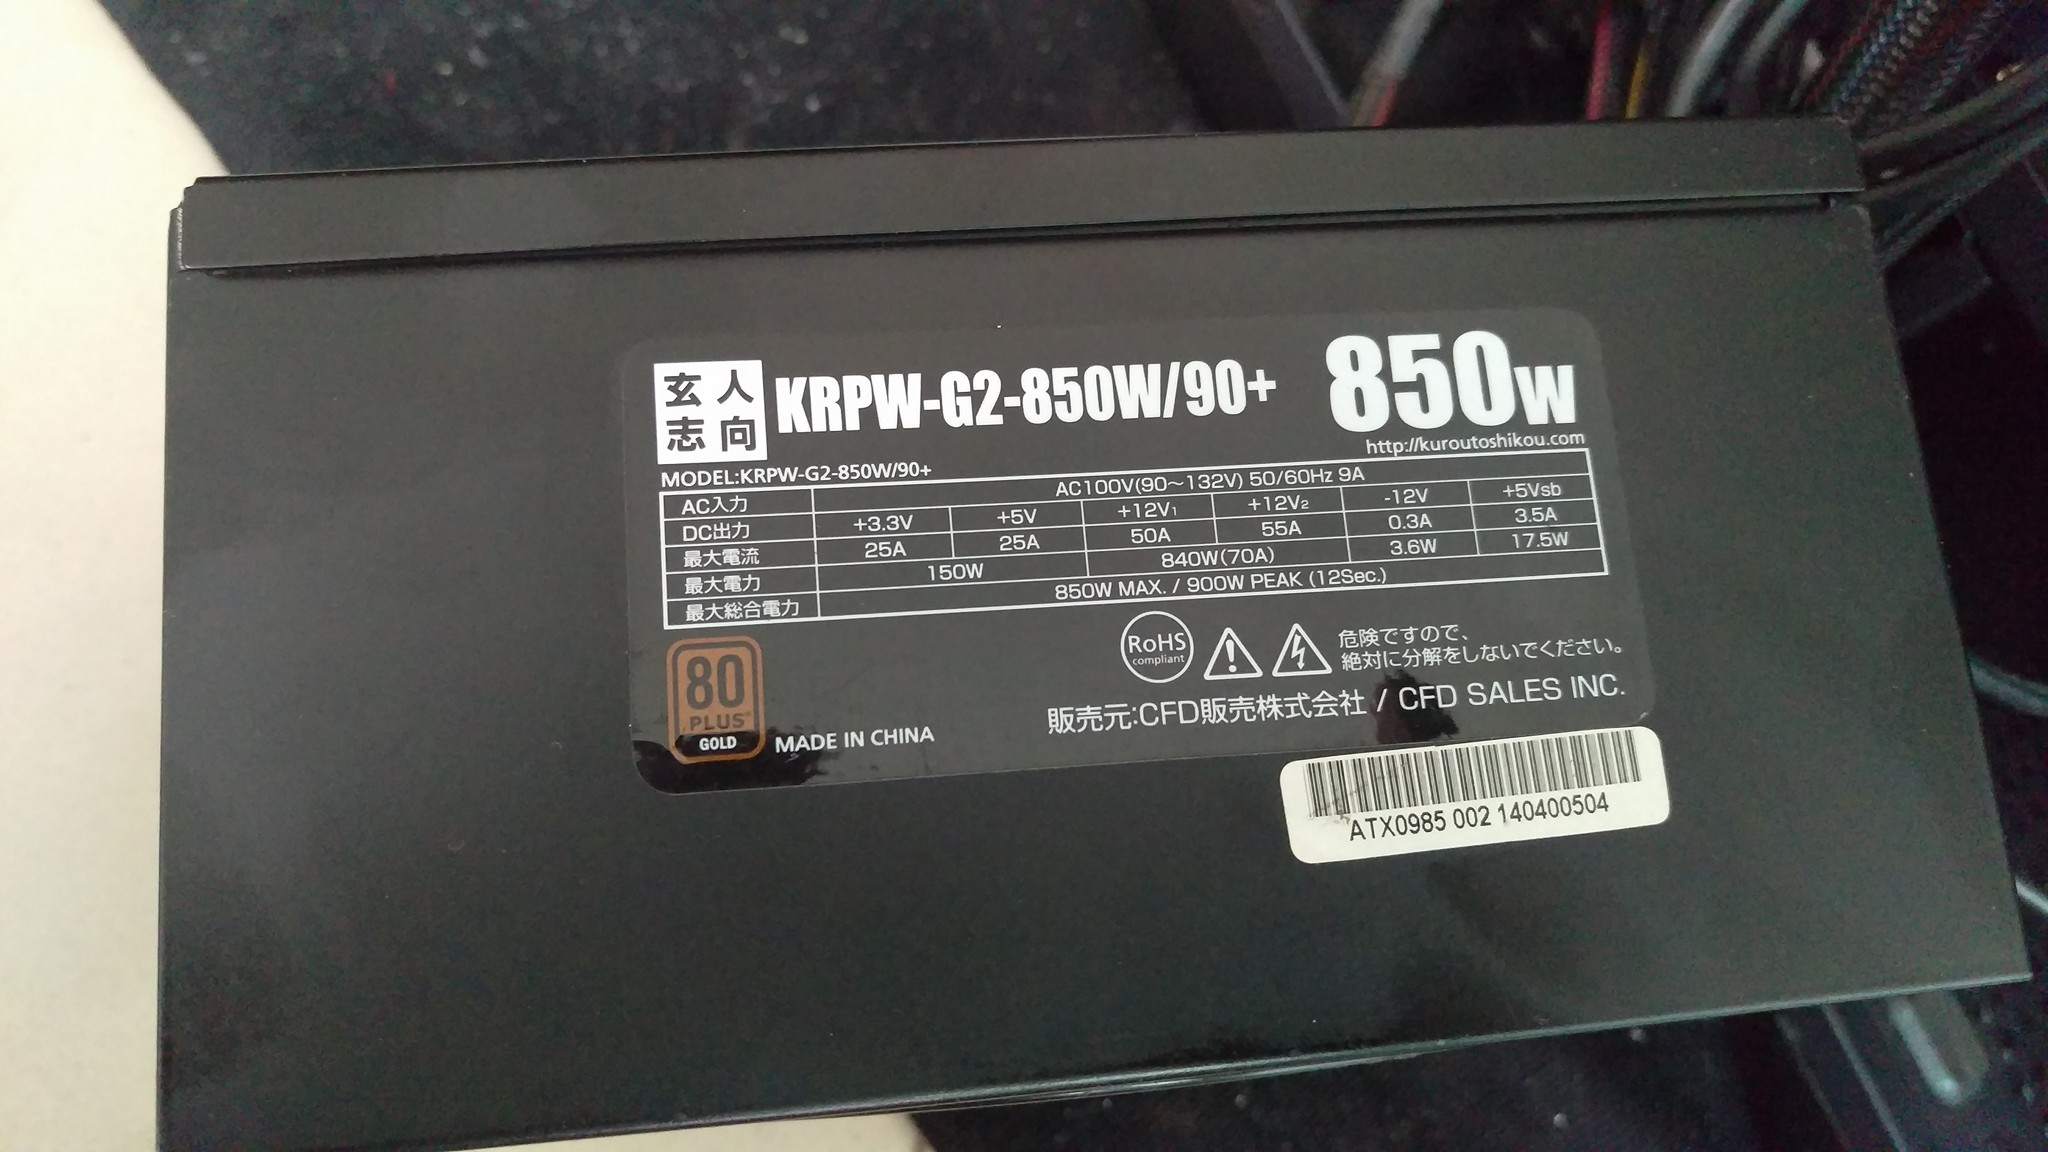 玄人
志向
KRPW-G2-850W/90+
850W
http://kuroutoshikou.com
MODEL:KRPW-G2-850W/90+
AC入力 AC100V(90～132V) 50/60Hz 9A
DC出力 +3.3V +5V +12V1 +12V2 -12V +5Vsb
最大電流 25A 25A 50A 55A 0.3A 3.5A
最大電力 150W 840W(70A) 3.6W 17.5W
最大総合電力 850W MAX. / 900W PEAK (12Sec.)
80
PLUS
GOLD
MADE IN CHINA
RoHS
compliant
危険ですので、
絶対に分解をしないでください。
販売元:CFD販売株式会社 / CFD SALES INC.
ATX0985 002 140400504